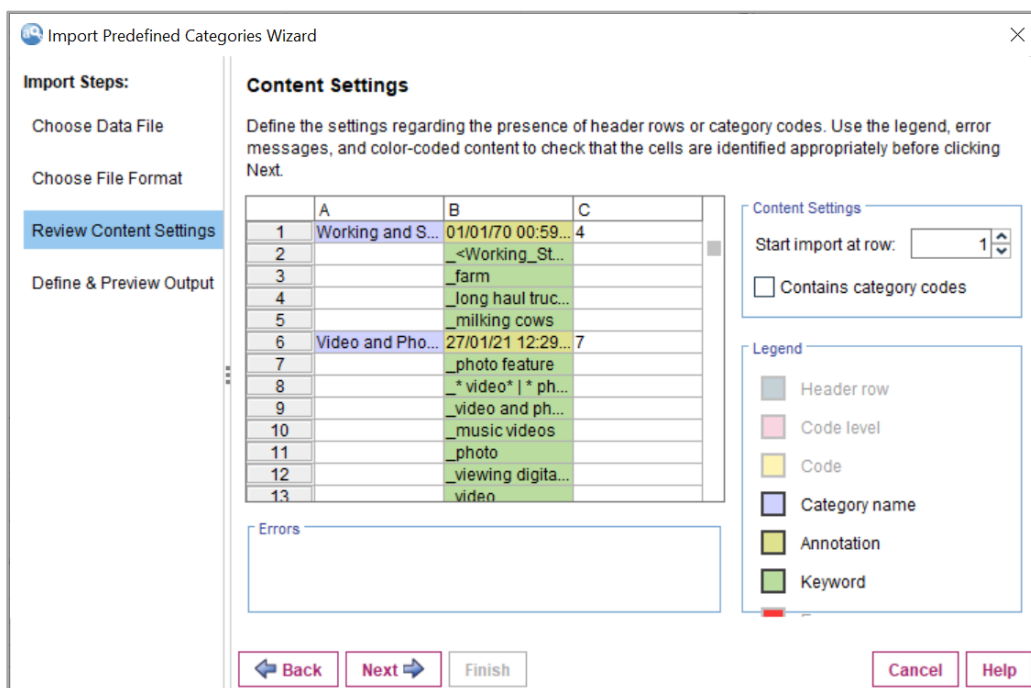 Import Predefined Categories Wizard
Import Steps:
Choose Data File
Choose File Format
Review Content Settings
Define & Preview Output
Content Settings
Define the settings regarding the presence of header rows or category codes. Use the legend, error
messages, and color-coded content to check that the cells are identified appropriately before clicking
Next.
A B C
1 Working and S... 01/01/70 00:59... 4
2 _<Working_St...
3 _farm
4 _long haul truc...
5 _milking cows
6 Video and Pho... 27/01/21 12:29... 7
7 _photo feature
8 _* video* | * ph...
9 _video and ph...
10 _music videos
11 _photo
12 _viewing digita...
13 _video
Errors
Content Settings
Start import at row: 1
Contains category codes
Legend
Header row
Code level
Code
Category name
Annotation
Keyword
Back Next Finish Cancel Help